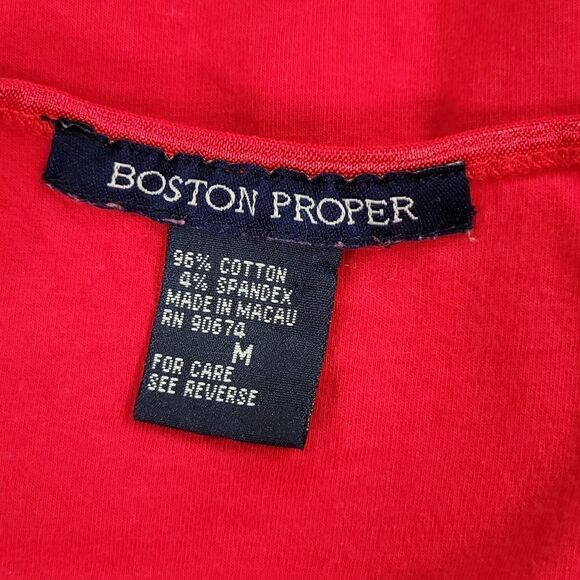 BOSTON PROPER
96% COTTON
4% SPANDEX
MADE IN MACAU
RN 90674
M
FOR CARE
SEE REVERSE